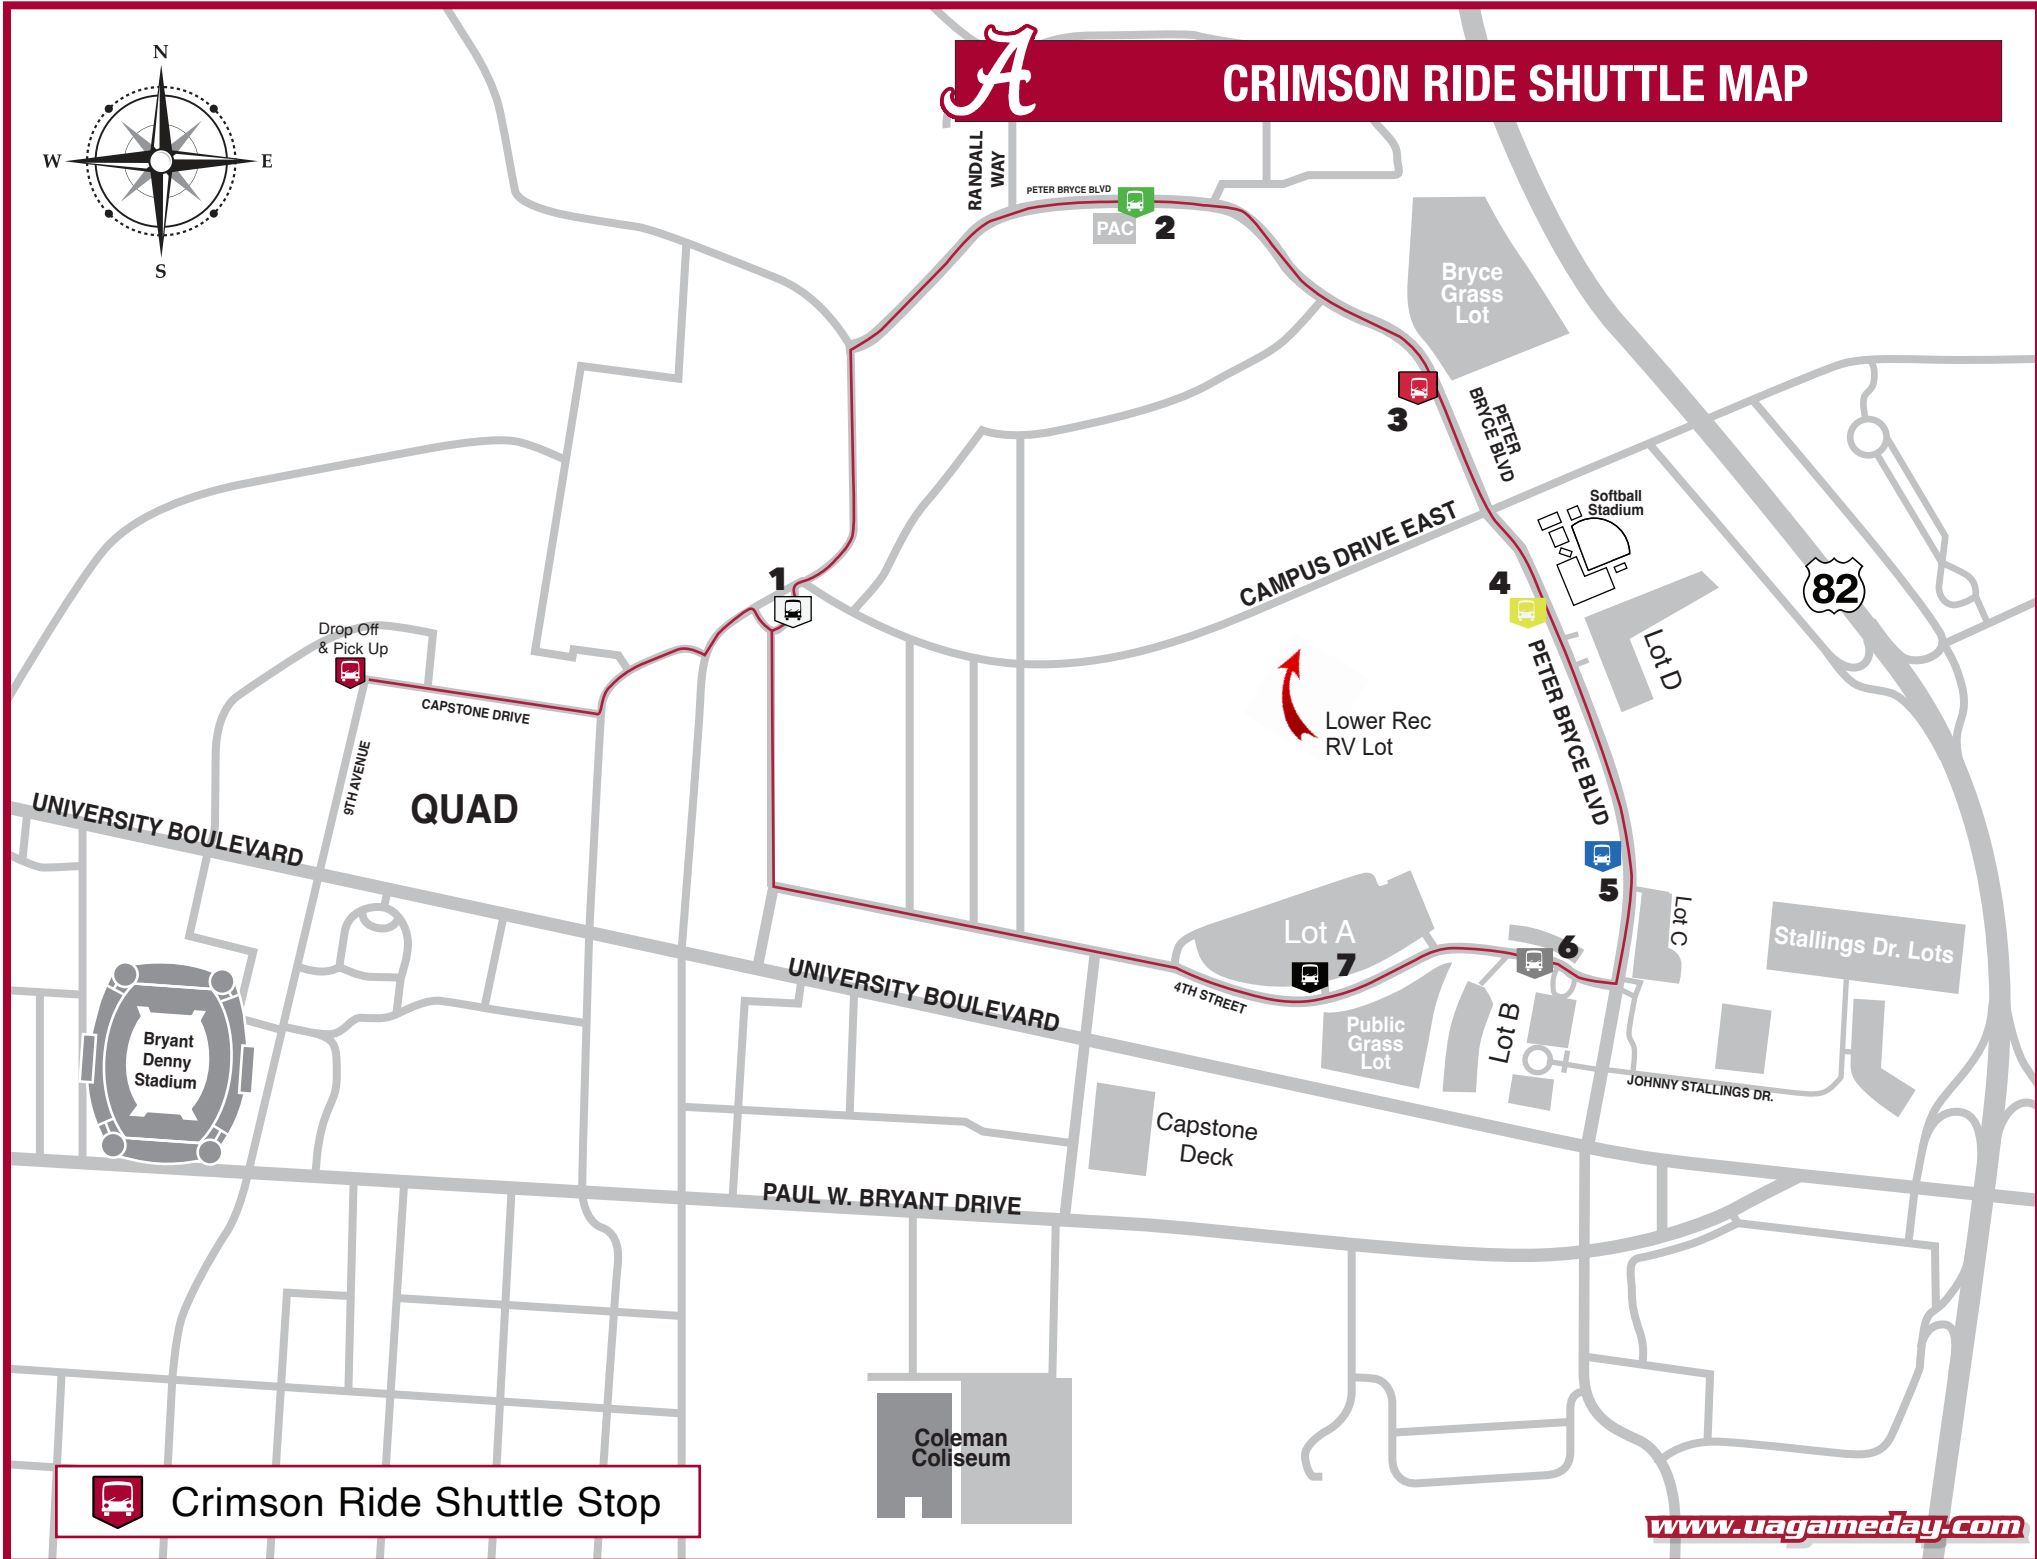 CRIMSON RIDE SHUTTLE MAP
A
N
W
E
S
RANDALL
WAY
PETER BRYCE BLVD
PAC
2
Bryce
Grass
Lot
3
PETER
BRYCE BLVD
Softball
Stadium
CAMPUS DRIVE EAST
4
82
1
Drop Off
& Pick Up
Lot D
CAPSTONE DRIVE
PETER BRYCE BLVD
Lower Rec
RV Lot
9TH AVENUE
QUAD
UNIVERSITY BOULEVARD
5
Lot C
Lot A
Stallings Dr. Lots
6
7
4TH STREET
UNIVERSITY BOULEVARD
Public
Grass
Lot
Lot B
Bryant
Denny
Stadium
JOHNNY STALLINGS DR.
Capstone
Deck
PAUL W. BRYANT DRIVE
Coleman
Coliseum
Crimson Ride Shuttle Stop
www.uagameday.com